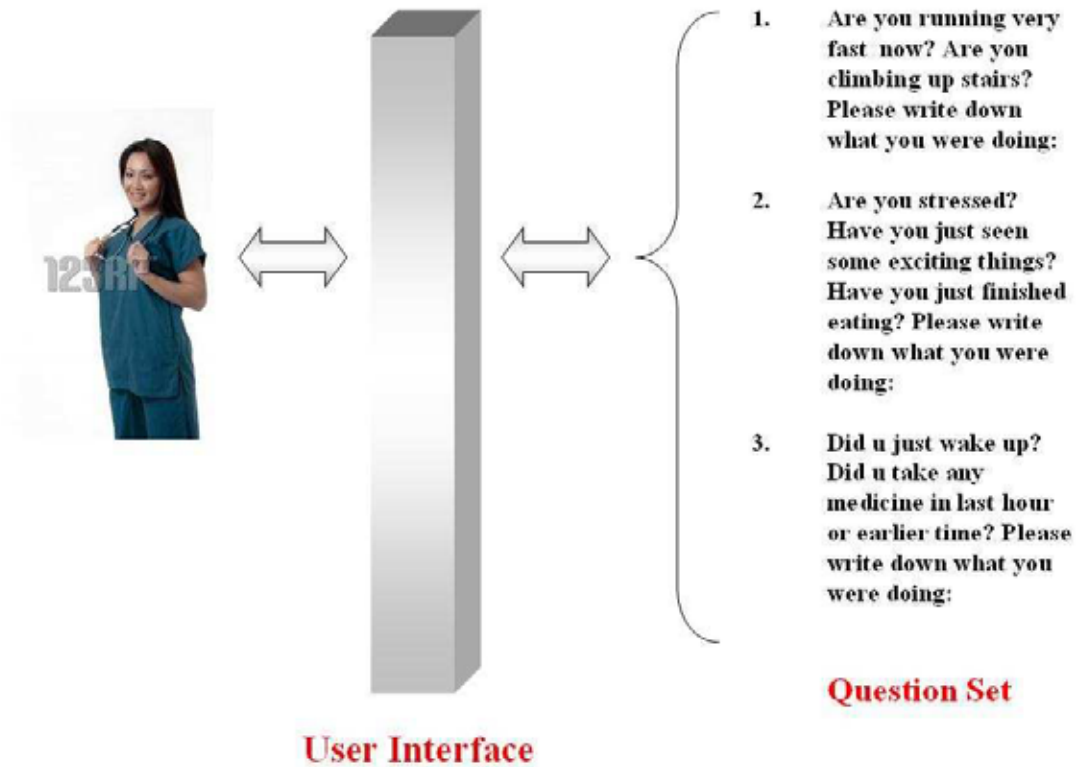 1. Are you running very
fast now? Are you
climbing up stairs?
Please write down
what you were doing:
2. Are you stressed?
Have you just seen
some exciting things?
Have you just finished
eating? Please write
down what you were
doing:
3. Did u just wake up?
Did u take any
medicine in last hour
or earlier time? Please
write down what you
were doing:
Question Set
User Interface